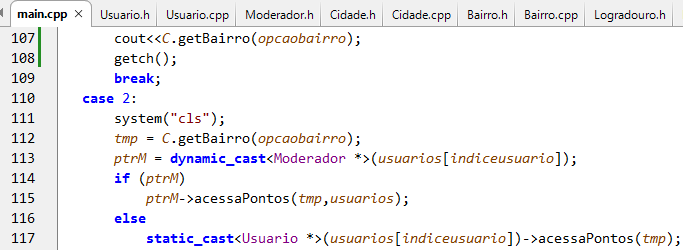 main.cpp × Usuario.h Usuario.cpp Moderador.h Cidade.h Cidade.cpp Bairro.h Bairro.cpp Logradouro.h
107 cout<<C.getBairro(opcaobairro);
108 getch();
109 break;
110 case 2:
111 system("cls");
112 tmp = C.getBairro(opcaobairro);
113 ptrM = dynamic_cast<Moderador *>(usuarios[indiceusuario]);
114 if (ptrM)
115 ptrM->acessaPontos(tmp,usuarios);
116 else
117 static_cast<Usuario *>(usuarios[indiceusuario])->acessaPontos(tmp);